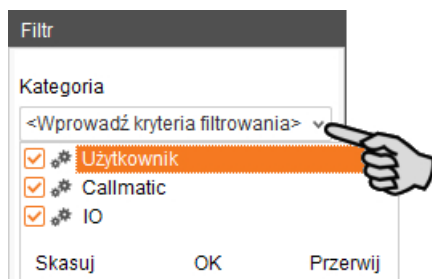 Filtr
Kategoria
<Wprowadź kryteria filtrowania>
Użytkownik
Callmatic
IO
Skasuj OK Przerwij